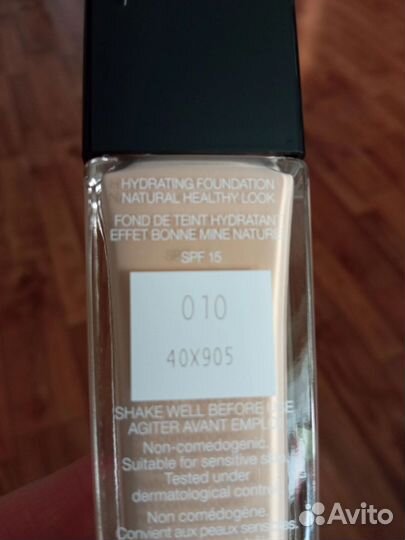 HYDRATING FOUNDATION
NATURAL HEALTHY LOOK
FOND DE TEINT HYDRATANT
EFFET BONNE MINE NATURE
SPF 15
010
40X905
SHAKE WELL BEFORE USE
AGITER AVANT EMPLOI
Non-comedogenic.
Suitable for sensitive skin.
Tested under
dermatological control
Non comédogène.
Convient aux peaux sensibles.
Avito